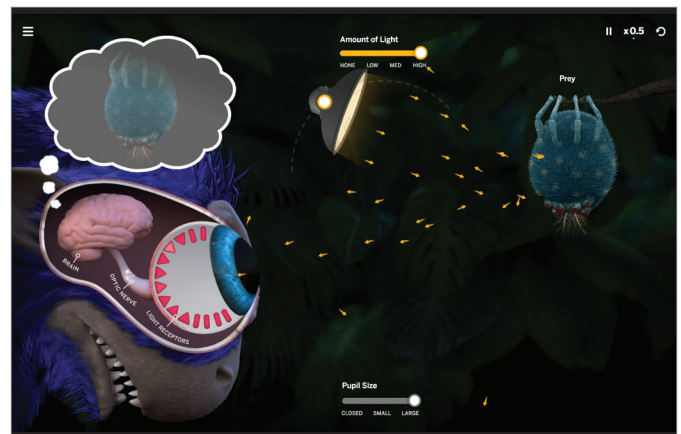 Amount of Light
NONE LOW MED HIGH
x0.5
Prey
BRAIN
OPTIC NERVE
LIGHT RECEPTORS
Pupil Size
CLOSED SMALL LARGE